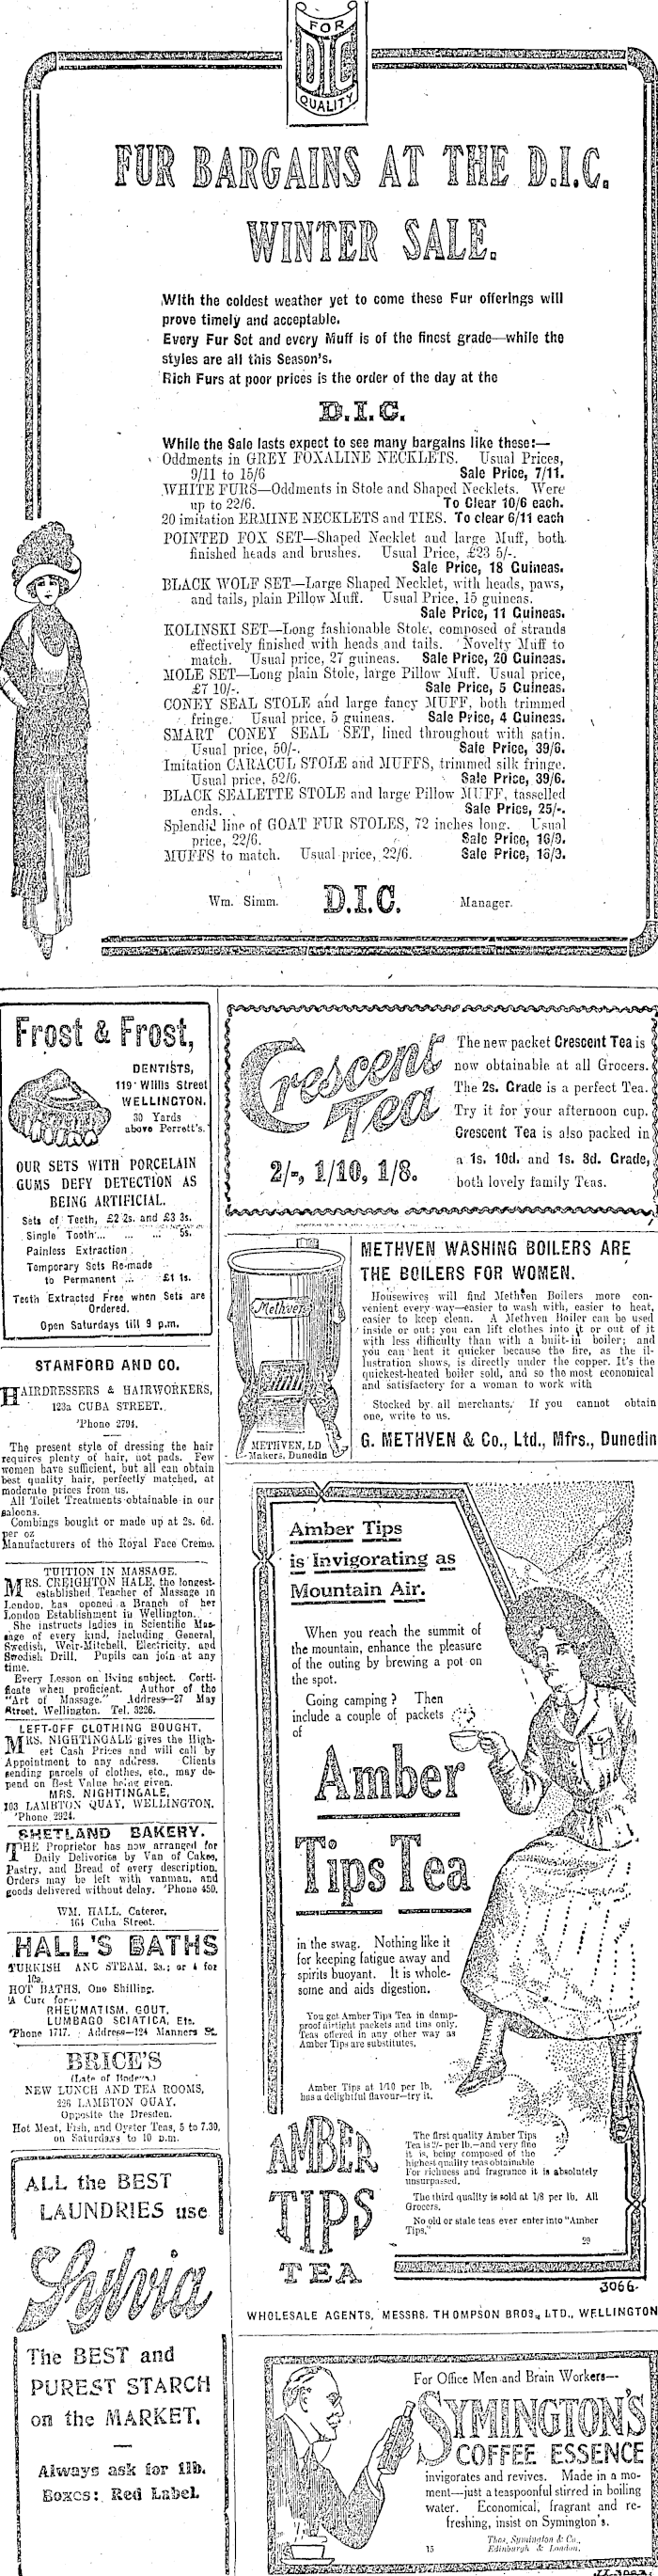 FOR
DIC
QUALITY
FUR BARGAINS AT THE D.I.C.
WINTER SALE.
With the coldest weather yet to come these Fur offerings will
prove timely and acceptable.
Every Fur Set and every Muff is of the finest grade—while the
styles are all this Season's.
Rich Furs at poor prices is the order of the day at the
D.I.C.
While the Sale lasts expect to see many bargains like these:—
Oddments in GREY FOXALINE NECKLETS. Usual Prices,
9/11 to 15/6 Sale Price, 7/11.
WHITE FURS—Oddments in Stole and Shaped Necklets. Were
up to 22/6. To Clear 10/6 each.
20 imitation ERMINE NECKLETS and TIES. To clear 6/11 each
POINTED FOX SET—Shaped Necklet and large Muff, both
finished heads and brushes. Usual Price, £23 5/-.
Sale Price, 18 Guineas.
BLACK WOLF SET—Large Shaped Necklet, with heads, paws,
and tails, plain Pillow Muff. Usual Price, 15 guineas.
Sale Price, 11 Guineas.
KOLINSKI SET—Long fashionable Stole, composed of strands
effectively finished with heads and tails. Novelty Muff to
match. Usual price, 27 guineas. Sale Price, 20 Guineas.
MOLE SET—Long plain Stole, large Pillow Muff. Usual price,
£7 10/-. Sale Price, 5 Guineas.
CONEY SEAL STOLE and large fancy MUFF, both trimmed
fringe. Usual price, 5 guineas. Sale Price, 4 Guineas.
SMART CONEY SEAL SET, lined throughout with satin.
Usual price, 50/-. Sale Price, 39/6.
Imitation CARACUL STOLE and MUFFS, trimmed silk fringe.
Usual price, 52/6. Sale Price, 39/6.
BLACK SEALETTE STOLE and large Pillow MUFF, tasselled
ends. Sale Price, 25/-.
Splendid line of GOAT FUR STOLES, 72 inches long. Usual
price, 22/6. Sale Price, 16/9.
MUFFS to match. Usual price, 22/6. Sale Price, 16/9.
Wm. Simm. D.I.C. Manager.
Frost & Frost,
DENTISTS,
119 Willis Street
WELLINGTON.
30 Yards
above Perrett's.
OUR SETS WITH PORCELAIN
GUMS DEFY DETECTION AS
BEING ARTIFICIAL.
Sets of Teeth, £2 2s. and £3 3s.
Single Tooth ... ... ... 5s.
Painless Extraction
Temporary Sets Re-made
to Permanent ... £1 1s.
Teeth Extracted Free when Sets are
Ordered.
Open Saturdays till 9 p.m.
STAMFORD AND CO.
HAIRDRESSERS & HAIRWORKERS,
123a CUBA STREET.
'Phone 2794.
The present style of dressing the hair
requires plenty of hair, not pads. Few
women have sufficient, but all can obtain
best quality hair, perfectly matched, at
moderate prices from us.
All Toilet Treatments obtainable in our
saloons.
Combings bought or made up at 2s. 6d.
per oz
Manufacturers of the Royal Face Creme.
TUITION IN MASSAGE.
MRS. CREIGHTON HALE, the longest-
established Teacher of Massage in
London, has opened a Branch of her
London Establishment in Wellington.
She instructs ladies in Scientific Mas-
sage of every kind, including General,
Swedish, Weir-Mitchell, Electricity, and
Swedish Drill. Pupils can join at any
time.
Every Lesson on living subject. Certi-
ficate when proficient. Author of the
"Art of Massage." Address—27 May
Street, Wellington. Tel. 3226.
LEFT-OFF CLOTHING BOUGHT.
MRS. NIGHTINGALE gives the High-
est Cash Prices and will call by
Appointment to any address. Clients
sending parcels of clothes, etc., may de-
pend on Best Value being given.
MRS. NIGHTINGALE,
103 LAMBTON QUAY, WELLINGTON.
'Phone 2924.
SHETLAND BAKERY.
THE Proprietor has now arranged for
Daily Deliveries by Van of Cakes,
Pastry, and Bread of every description.
Orders may be left with vanman, and
goods delivered without delay. 'Phone 450.
WM. HALL, Caterer,
164 Cuba Street.
HALL'S BATHS
TURKISH AND STEAM, 3s.; or 4 for
10s.
HOT BATHS, One Shilling.
A Cure for—
RHEUMATISM, GOUT,
LUMBAGO SCIATICA, Etc.
'Phone 1717. Address—124 Manners St.
BRICE'S
(Late of Godber's.)
NEW LUNCH AND TEA ROOMS,
226 LAMBTON QUAY.
Opposite the Dresden.
Hot Meat, Fish, and Oyster Teas, 5 to 7.30,
on Saturdays to 10 p.m.
ALL the BEST
LAUNDRIES use
Sylvia
The BEST and
PUREST STARCH
on the MARKET.
Always ask for 1lb.
Boxes: Red Label.
Crescent
Tea
2/-, 1/10, 1/8.
The new packet Crescent Tea is
now obtainable at all Grocers.
The 2s. Grade is a perfect Tea.
Try it for your afternoon cup.
Crescent Tea is also packed in
a 1s. 10d. and 1s. 8d. Grade,
both lovely family Teas.
Methven
METHVEN, LD
Makers, Dunedin
METHVEN WASHING BOILERS ARE
THE BOILERS FOR WOMEN.
Housewives will find Methven Boilers more con-
venient every way—easier to wash with, easier to heat,
easier to keep clean. A Methven Boiler can be used
inside or out; you can lift clothes into it or out of it
with less difficulty than with a built-in boiler; and
you can heat it quicker because the fire, as the il-
lustration shows, is directly under the copper. It's the
quickest-heated boiler sold, and so the most economical
and satisfactory for a woman to work with
Stocked by all merchants. If you cannot obtain
one, write to us.
G. METHVEN & Co., Ltd., Mfrs., Dunedin
Amber Tips
is Invigorating as
Mountain Air.
When you reach the summit of
the mountain, enhance the pleasure
of the outing by brewing a pot on
the spot.
Going camping? Then
include a couple of packets
of
Amber
Tips Tea
in the swag. Nothing like it
for keeping fatigue away and
spirits buoyant. It is whole-
some and aids digestion.
You get Amber Tips Tea in damp-
proof airtight packets and tins only.
Teas offered in any other way as
Amber Tips are substitutes.
Amber Tips at 1/10 per lb.
has a delightful flavour—try it.
AMBER
TIPS
TEA
The first quality Amber Tips
Tea is 2/- per lb.—and very fine
it is, being composed of the
highest quality teas obtainable
For richness and fragrance it is absolutely
unsurpassed.
The third quality is sold at 1/8 per lb. All
Grocers.
No old or stale teas ever enter into "Amber
Tips."
29
3066.
WHOLESALE AGENTS, MESSRS. THOMPSON BROS., LTD., WELLINGTON
For Office Men and Brain Workers—
SYMINGTON'S
COFFEE ESSENCE
invigorates and revives. Made in a mo-
ment—just a teaspoonful stirred in boiling
water. Economical, fragrant and re-
freshing, insist on Symington's.
Thos. Symington & Co.,
15 Edinburgh & London.